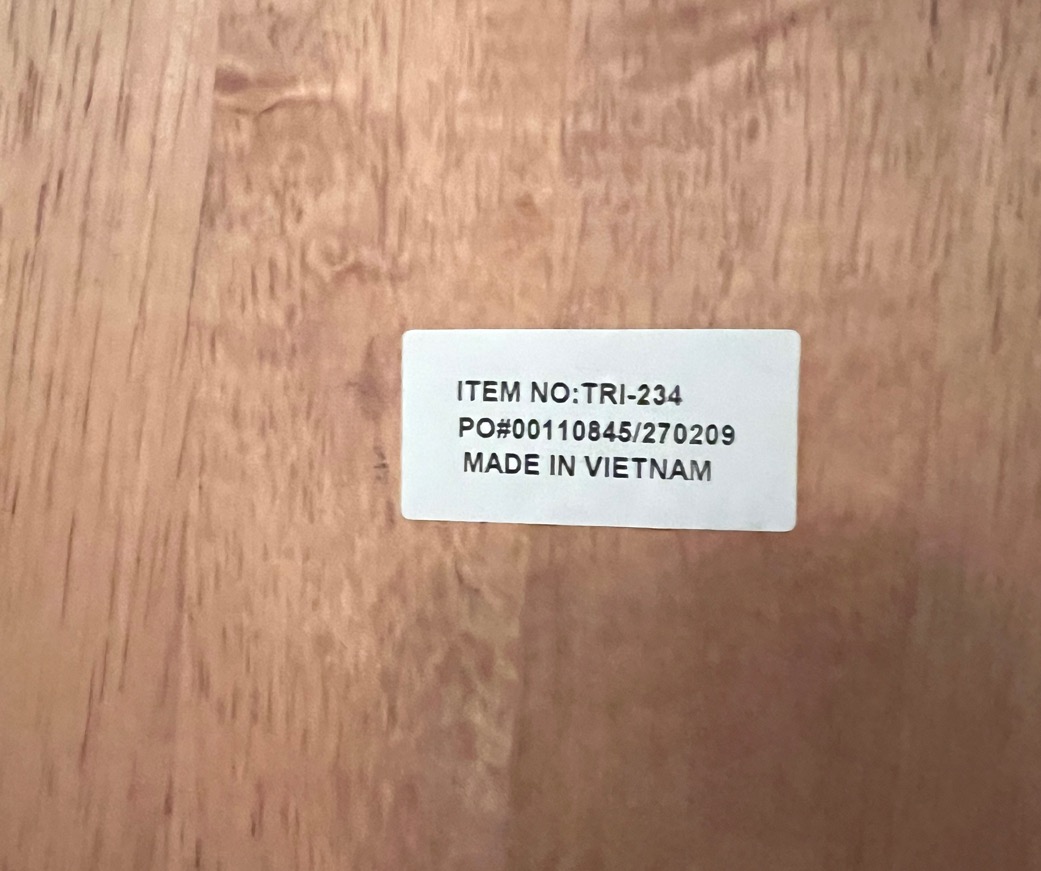 ITEM NO:TRI-234
PO#00110845/270209
MADE IN VIETNAM